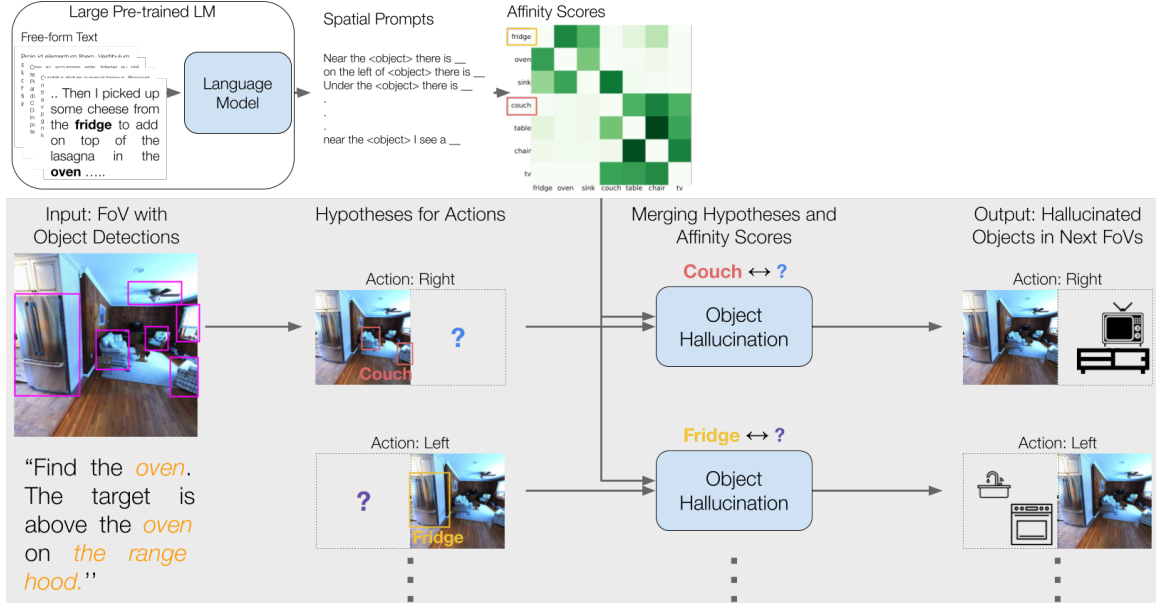 Large Pre-trained LM
Free-form Text
.. Then I picked up
some cheese from
the fridge to add
on top of the
lasagna in the
oven .....
Language
Model
Spatial Prompts
Near the <object> there is __
on the left of <object> there is __
Under the <object> there is __
.
.
.
near the <object> I see a __
Affinity Scores
fridge
oven
sink
couch
table
chair
tv
fridge oven sink couch table chair tv
Input: FoV with
Object Detections
“Find the oven.
The target is
above the oven
on the range
hood.’’
Hypotheses for Actions
Action: Right
Couch
?
Action: Left
?
Fridge
Merging Hypotheses and
Affinity Scores
Couch ↔ ?
Object
Hallucination
Fridge ↔ ?
Object
Hallucination
Output: Hallucinated
Objects in Next FoVs
Action: Right
Action: Left